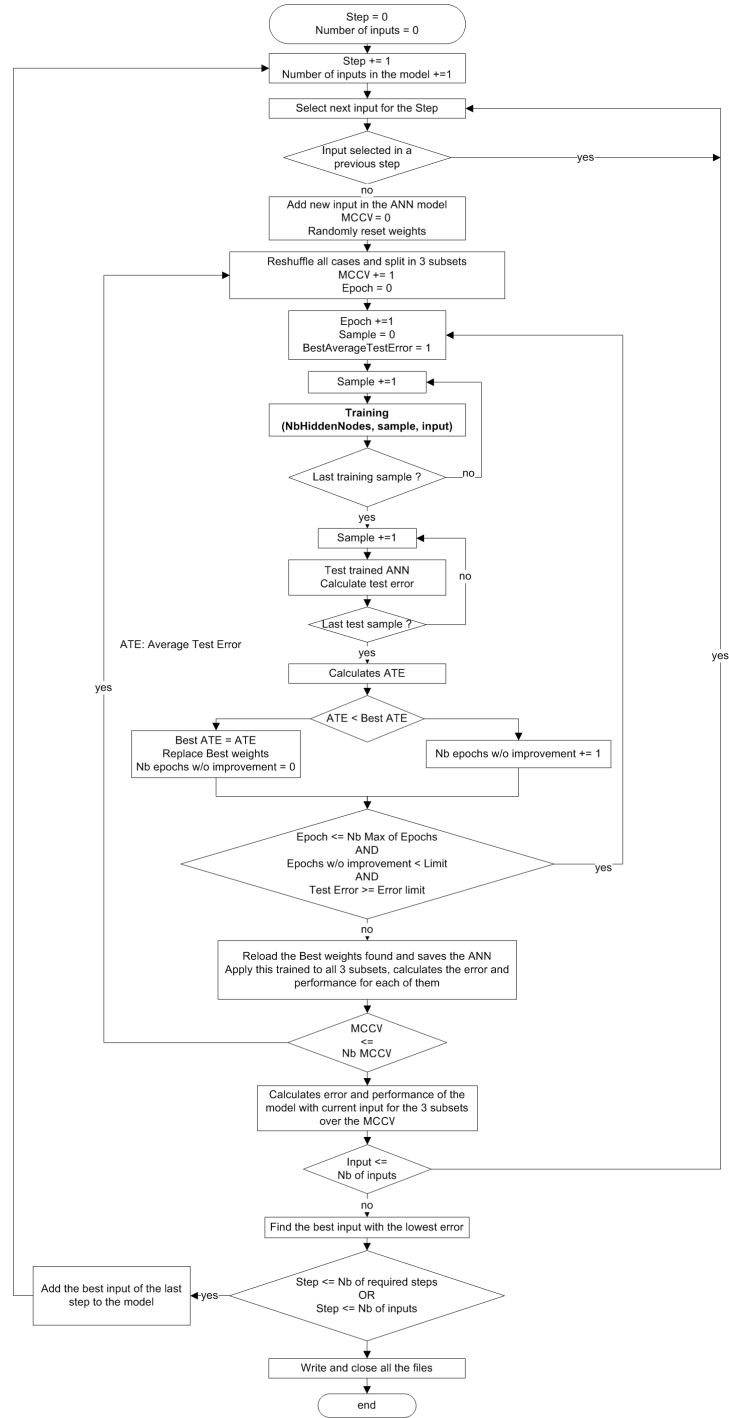 Step = 0
Number of inputs = 0
Step += 1
Number of inputs in the model +=1
Select next input for the Step
Input selected in a
previous step
yes
no
Add new input in the ANN model
MCCV = 0
Randomly reset weights
Reshuffle all cases and split in 3 subsets
MCCV += 1
Epoch = 0
Epoch +=1
Sample = 0
BestAverageTestError = 1
Sample +=1
Training
(NbHiddenNodes, sample, input)
Last training sample ?
no
yes
Sample +=1
Test trained ANN
Calculate test error
no
Last test sample ?
yes
ATE: Average Test Error
Calculates ATE
yes
yes
ATE < Best ATE
Best ATE = ATE
Replace Best weights
Nb epochs w/o improvement = 0
Nb epochs w/o improvement += 1
Epoch <= Nb Max of Epochs
AND
Epochs w/o improvement < Limit
AND
Test Error >= Error limit
yes
no
Reload the Best weights found and saves the ANN
Apply this trained to all 3 subsets, calculates the error and
performance for each of them
MCCV
<=
Nb MCCV
Calculates error and performance of the
model with current input for the 3 subsets
over the MCCV
Input <=
Nb of inputs
no
Find the best input with the lowest error
Step <= Nb of required steps
OR
Step <= Nb of inputs
yes
Add the best input of the last
step to the model
Write and close all the files
end